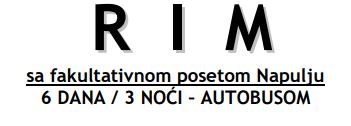 R I M
sa fakultativnom posetom Napulju
6 DANA / 3 NOĆI – AUTOBUSOM